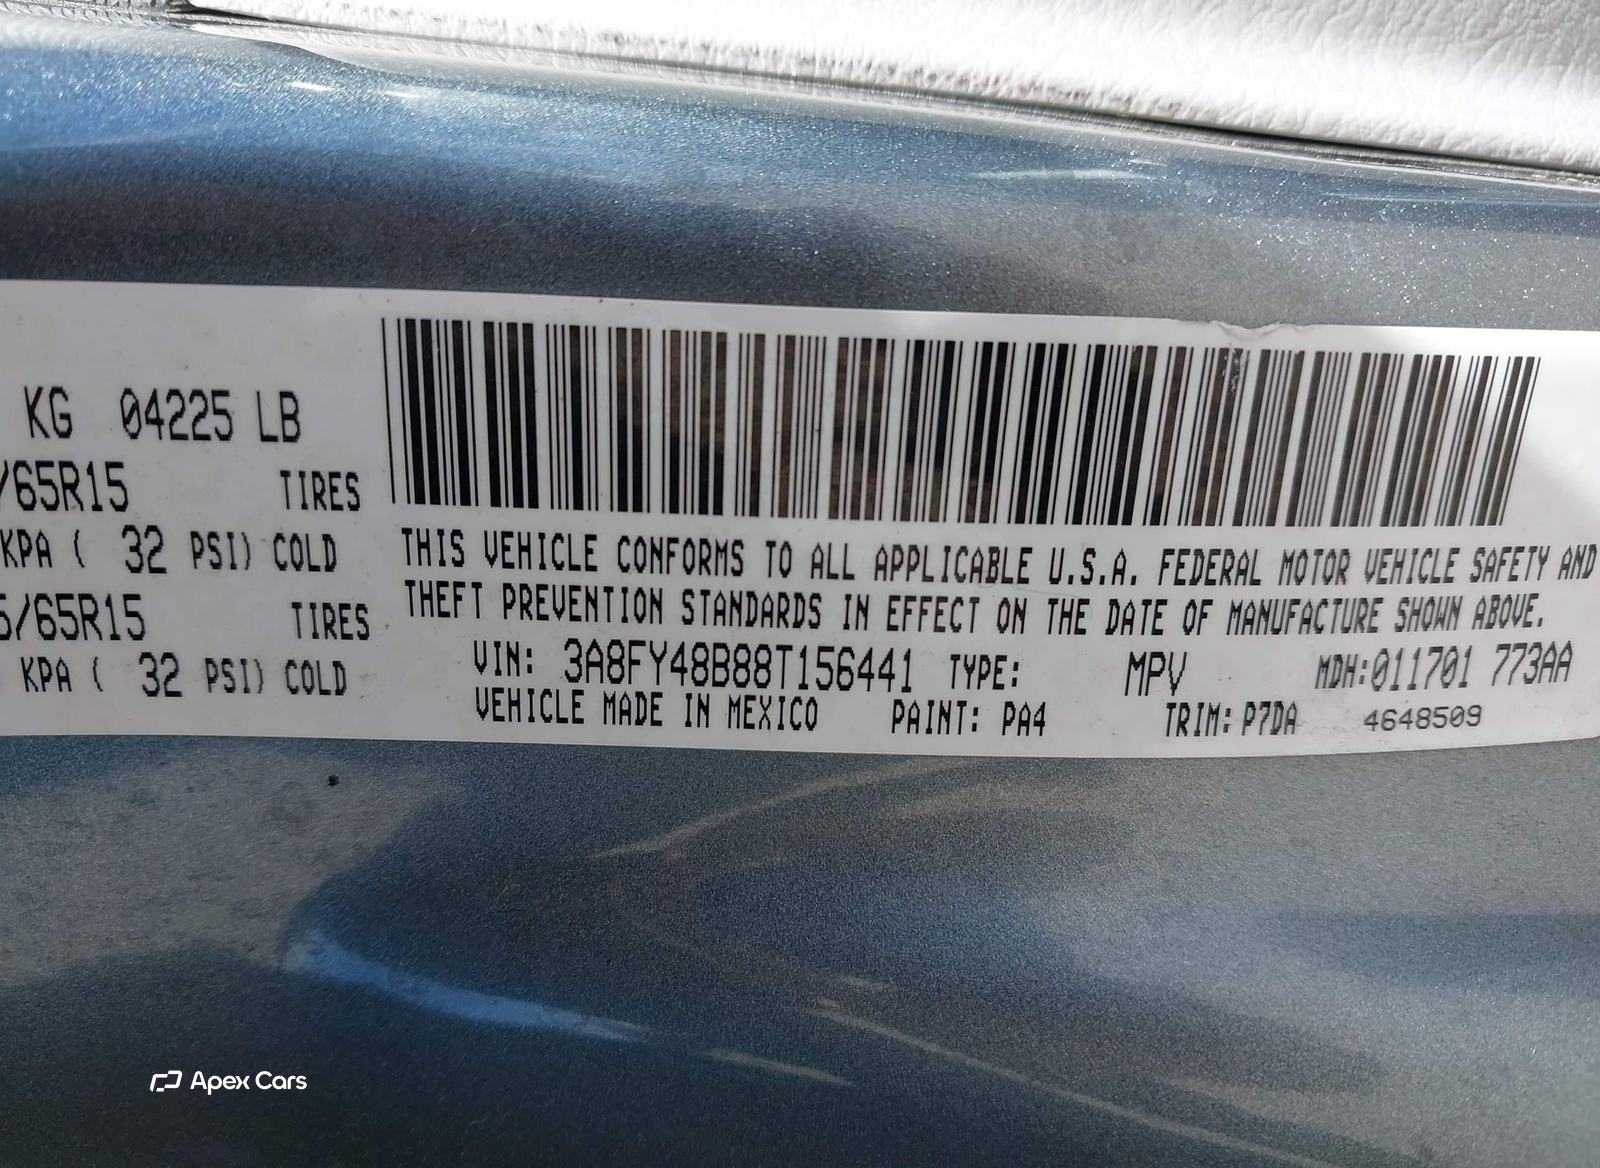 KG 04225 LB
/65R15 TIRES
KPA ( 32 PSI) COLD
5/65R15 TIRES
KPA ( 32 PSI) COLD
THIS VEHICLE CONFORMS TO ALL APPLICABLE U.S.A. FEDERAL MOTOR VEHICLE SAFETY AND
THEFT PREVENTION STANDARDS IN EFFECT ON THE DATE OF MANUFACTURE SHOWN ABOVE.
VIN: 3A8FY48B88T156441 TYPE: MPV MDH:011701 773AA
VEHICLE MADE IN MEXICO PAINT: PA4 TRIM: P7DA 4648509
Apex Cars